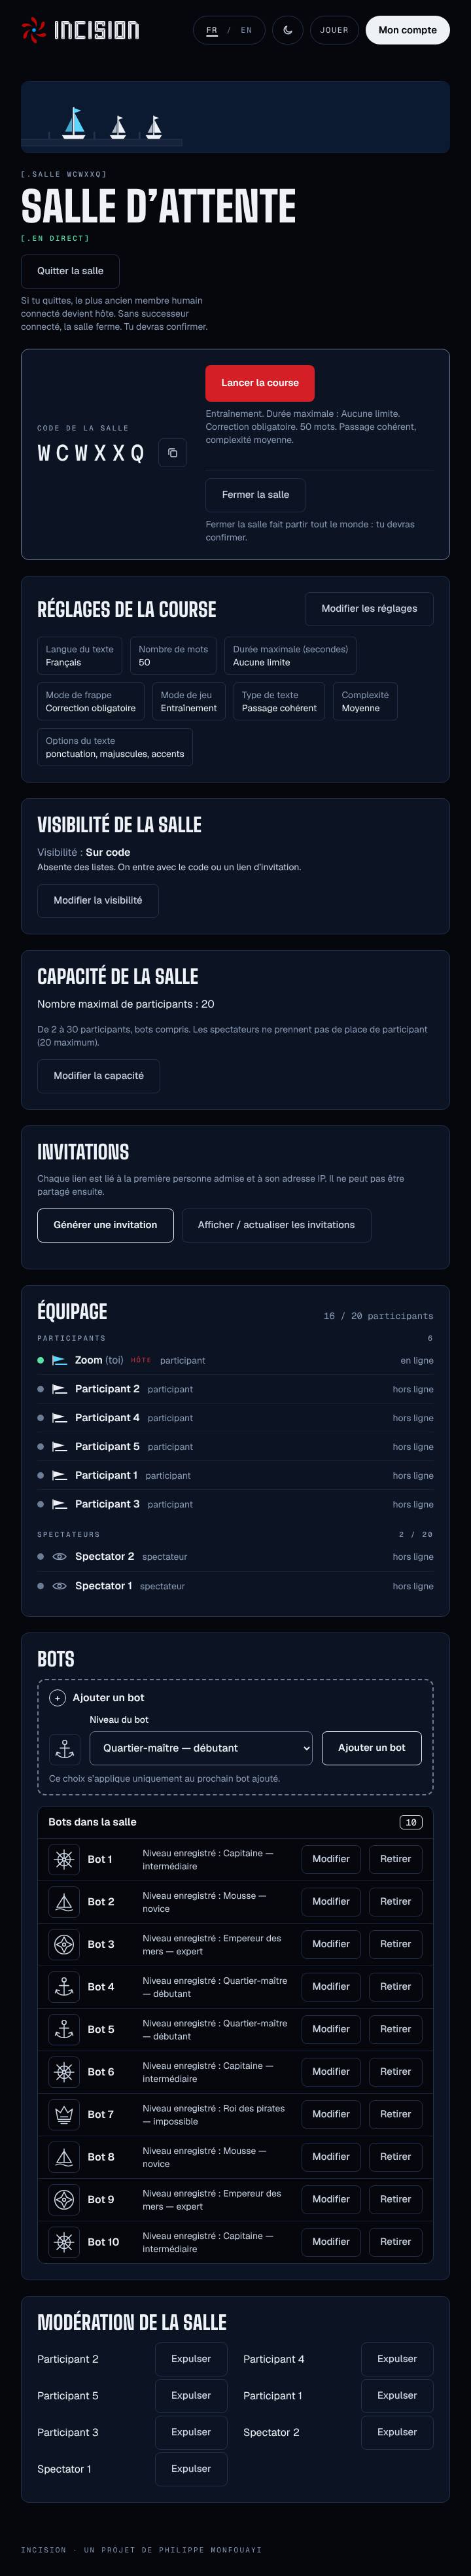 INCISION
FR / EN
JOUER
Mon compte
[.SALLE WCWXXQ]
SALLE D'ATTENTE
[.EN DIRECT]
Quitter la salle
Si tu quittes, le plus ancien membre humain
connecté devient hôte. Sans successeur
connecté, la salle ferme. Tu devras confirmer.
CODE DE LA SALLE
WCWXXQ
Lancer la course
Entraînement. Durée maximale : Aucune limite.
Correction obligatoire. 50 mots. Passage cohérent,
complexité moyenne.
Fermer la salle
Fermer la salle fait partir tout le monde : tu devras
confirmer.
RÉGLAGES DE LA COURSE
Modifier les réglages
Langue du texte
Français
Nombre de mots
50
Durée maximale (secondes)
Aucune limite
Mode de frappe
Correction obligatoire
Mode de jeu
Entraînement
Type de texte
Passage cohérent
Complexité
Moyenne
Options du texte
ponctuation, majuscules, accents
VISIBILITÉ DE LA SALLE
Visibilité : Sur code
Absente des listes. On entre avec le code ou un lien d'invitation.
Modifier la visibilité
CAPACITÉ DE LA SALLE
Nombre maximal de participants : 20
De 2 à 30 participants, bots compris. Les spectateurs ne prennent pas de place de participant
(20 maximum).
Modifier la capacité
INVITATIONS
Chaque lien est lié à la première personne admise et à son adresse IP. Il ne peut pas être
partagé ensuite.
Générer une invitation
Afficher / actualiser les invitations
ÉQUIPAGE
16 / 20 participants
PARTICIPANTS 6
Zoom (toi) HÔTE participant en ligne
Participant 2 participant hors ligne
Participant 4 participant hors ligne
Participant 5 participant hors ligne
Participant 1 participant hors ligne
Participant 3 participant hors ligne
SPECTATEURS 2 / 20
Spectator 2 spectateur hors ligne
Spectator 1 spectateur hors ligne
BOTS
+ Ajouter un bot
Niveau du bot
Quartier-maître — débutant
Ajouter un bot
Ce choix s'applique uniquement au prochain bot ajouté.
Bots dans la salle 10
Bot 1
Niveau enregistré : Capitaine —
intermédiaire
Modifier
Retirer
Bot 2
Niveau enregistré : Mousse —
novice
Modifier
Retirer
Bot 3
Niveau enregistré : Empereur des
mers — expert
Modifier
Retirer
Bot 4
Niveau enregistré : Quartier-maître
— débutant
Modifier
Retirer
Bot 5
Niveau enregistré : Quartier-maître
— débutant
Modifier
Retirer
Bot 6
Niveau enregistré : Capitaine —
intermédiaire
Modifier
Retirer
Bot 7
Niveau enregistré : Roi des pirates
— impossible
Modifier
Retirer
Bot 8
Niveau enregistré : Mousse —
novice
Modifier
Retirer
Bot 9
Niveau enregistré : Empereur des
mers — expert
Modifier
Retirer
Bot 10
Niveau enregistré : Capitaine —
intermédiaire
Modifier
Retirer
MODÉRATION DE LA SALLE
Participant 2 Expulser
Participant 4 Expulser
Participant 5 Expulser
Participant 1 Expulser
Participant 3 Expulser
Spectator 2 Expulser
Spectator 1 Expulser
INCISION · UN PROJET DE PHILIPPE MONFOUAYI